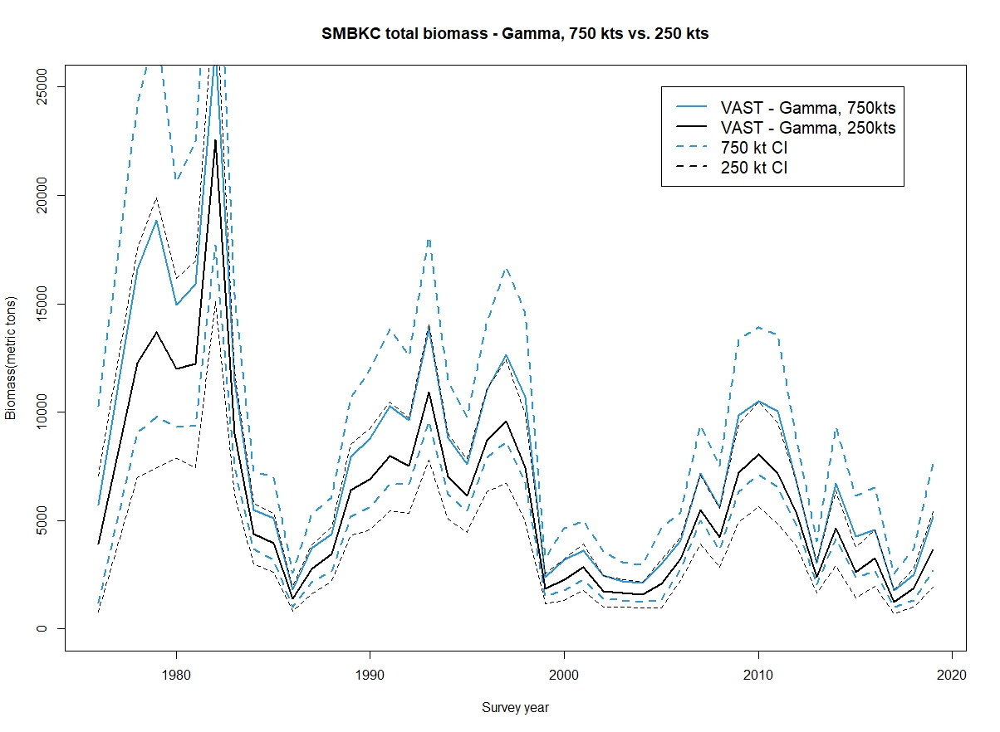 SMBKC total biomass - Gamma, 750 kts vs. 250 kts
VAST - Gamma, 750kts
VAST - Gamma, 250kts
750 kt CI
250 kt CI
Biomass(metric tons)
25000
20000
15000
10000
5000
0
1980
1990
2000
2010
2020
Survey year